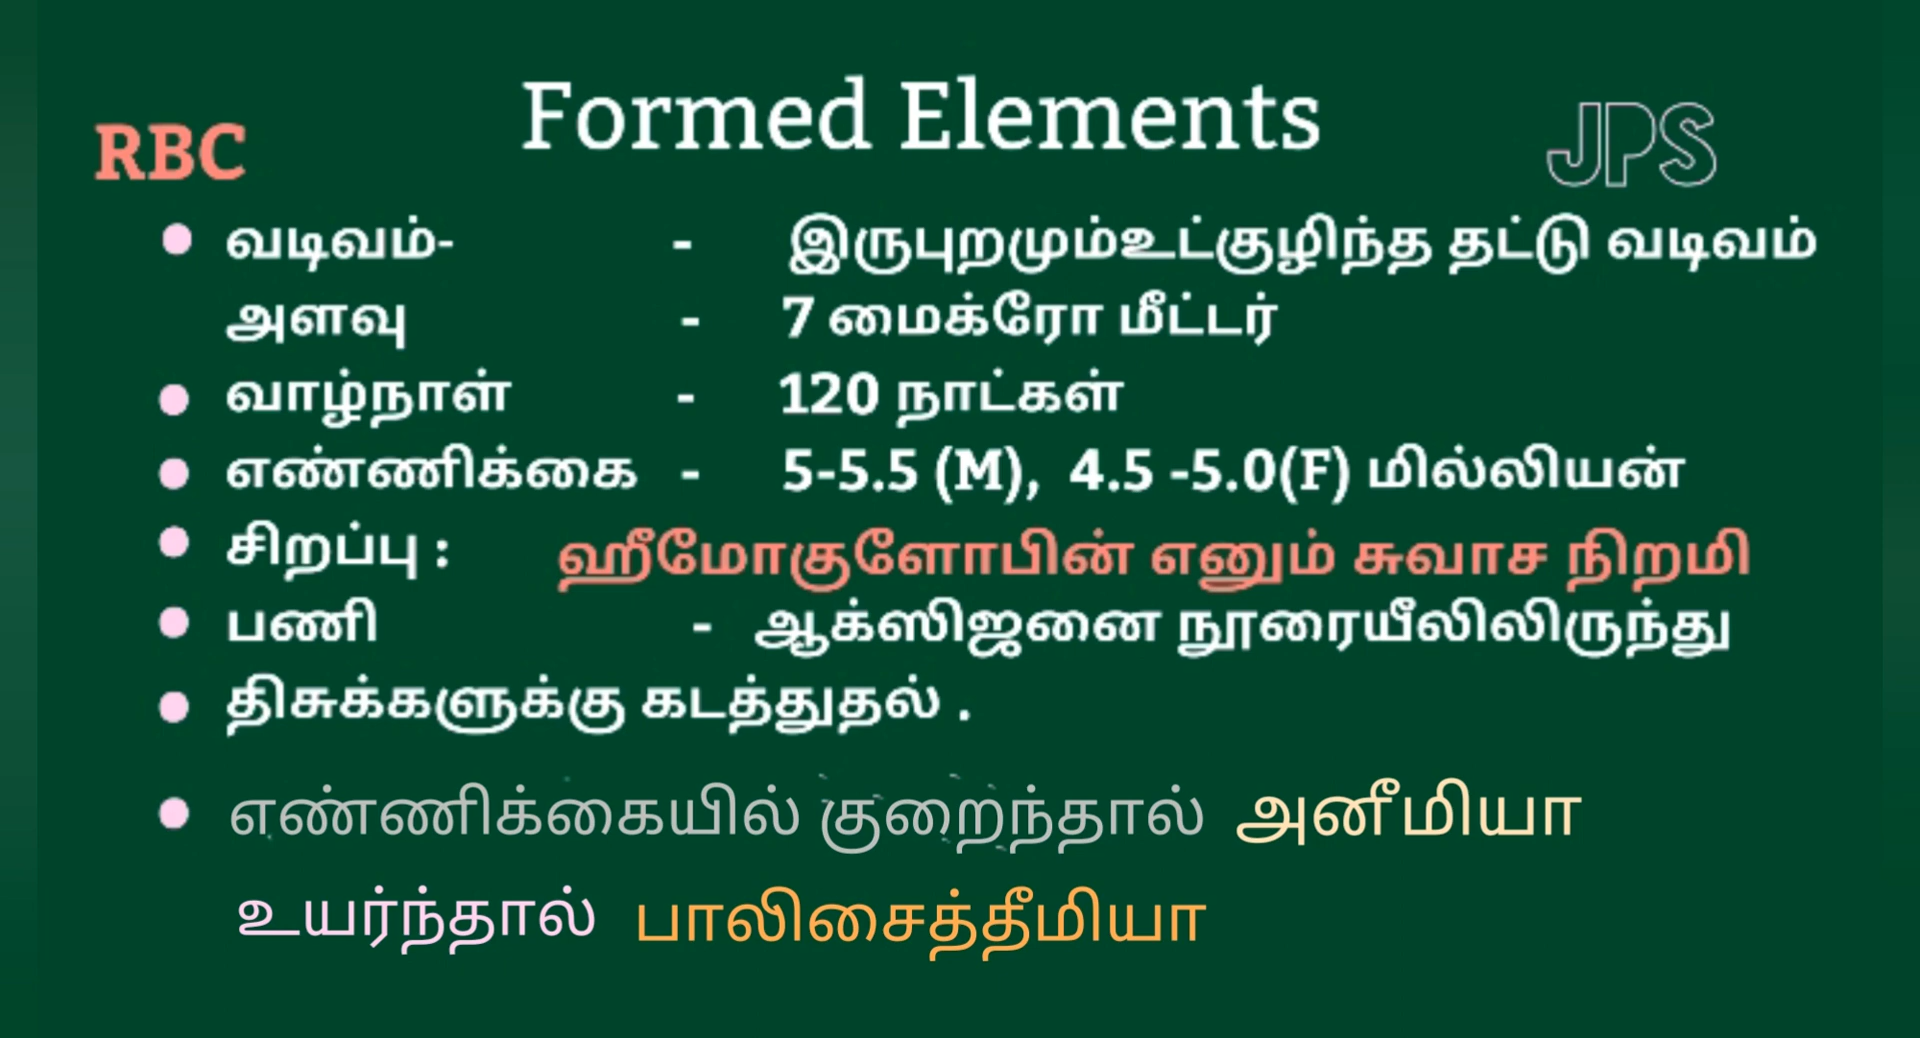 Formed Elements
RBC
JPS
வடிவம்- - இருபுறமும்உட்குழிந்த தட்டு வடிவம்
அளவு - 7 மைக்ரோ மீட்டர்
வாழ்நாள் - 120 நாட்கள்
எண்ணிக்கை - 5-5.5 (M), 4.5 -5.0(F) மில்லியன்
சிறப்பு : ஹீமோகுளோபின் எனும் சுவாச நிறமி
பணி - ஆக்ஸிஜனை நூரையீலிலிருந்து
திசுக்களுக்கு கடத்துதல் .
எண்ணிக்கையில் குறைந்தால் அனீமியா
உயர்ந்தால் பாலிசைத்தீமியா